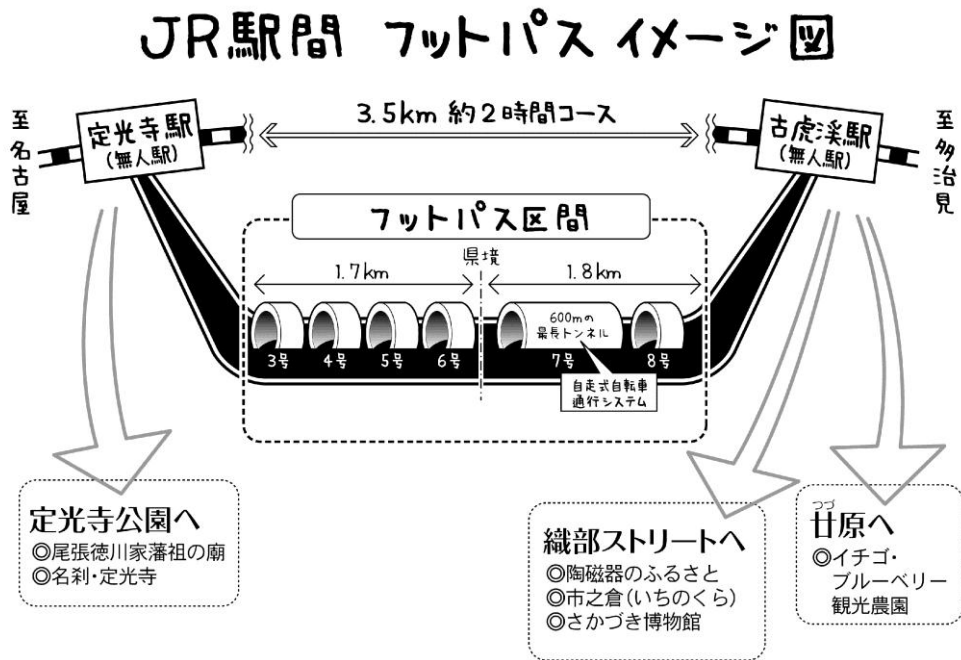 JR駅間 フットパス イメージ図
至名古屋
定光寺駅
(無人駅)
3.5km 約2時間コース
古虎渓駅
(無人駅)
至多治見
フットパス区間
県境
1.7km
1.8km
3号
4号
5号
6号
600mの
最長トンネル
7号
8号
自走式自転車
通行システム
定光寺公園へ
◎尾張徳川家藩祖の廟
◎名刹・定光寺
織部ストリートへ
◎陶磁器のふるさと
◎市之倉(いちのくら)
◎さかづき博物館
つづ
廿原へ
◎イチゴ・
ブルーベリー
観光農園